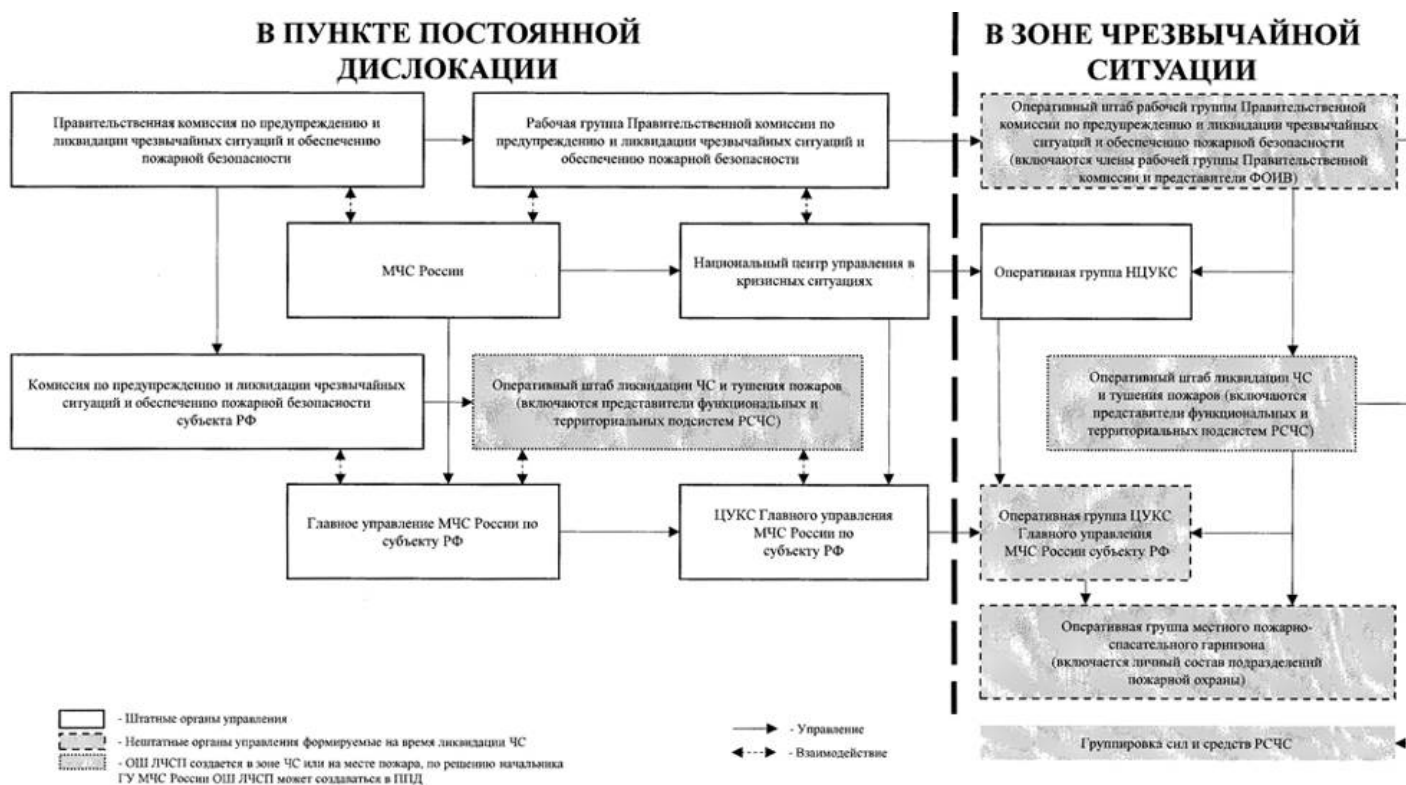 В ПУНКТЕ ПОСТОЯННОЙ
ДИСЛОКАЦИИ
В ЗОНЕ ЧРЕЗВЫЧАЙНОЙ
СИТУАЦИИ
Правительственная комиссия по предупреждению и
ликвидации чрезвычайных ситуаций и обеспечению
пожарной безопасности
Рабочая группа Правительственной комиссии по
предупреждению и ликвидации чрезвычайных ситуаций и
обеспечению пожарной безопасности
Оперативный штаб рабочей группы Правительственной
комиссии по предупреждению и ликвидации чрезвычайных
ситуаций и обеспечению пожарной безопасности
(включаются члены рабочей группы Правительственной
комиссии и представители ФОИВ)
МЧС России
Национальный центр управления в
кризисных ситуациях
Оперативная группа НЦУКС
Комиссия по предупреждению и ликвидации чрезвычайных
ситуаций и обеспечению пожарной безопасности
субъекта РФ
Оперативный штаб ликвидации ЧС и тушения пожаров
(включаются представители функциональных и
территориальных подсистем РСЧС)
Оперативный штаб ликвидации ЧС
и тушения пожаров (включаются
представители функциональных и
территориальных подсистем РСЧС)
Главное управление МЧС России по
субъекту РФ
ЦУКС Главного управления
МЧС России по
субъекту РФ
Оперативная группа ЦУКС
Главного управления
МЧС России субъекту РФ
Оперативная группа местного пожарно-
спасательного гарнизона
(включается личный состав подразделений
пожарной охраны)
- Штатные органы управления
- Нештатные органы управления формируемые на время ликвидации ЧС
- ОШ ЛЧСП создается в зоне ЧС или на месте пожара, по решению начальника
ГУ МЧС России ОШ ЛЧСП может создаваться в ППД
- Управление
- Взаимодействие
Группировка сил и средств РСЧС